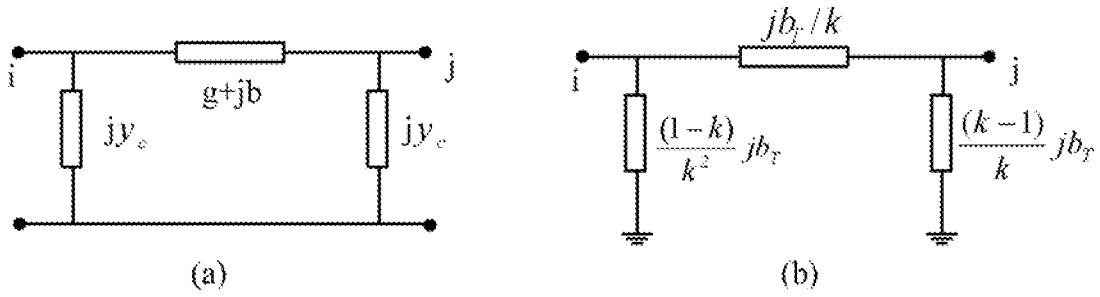 i
g+jb
j
jy_c
jy_c
(a)
jb_T/k
i
j
(1-k)/k^2 jb_T
(k-1)/k jb_T
(b)